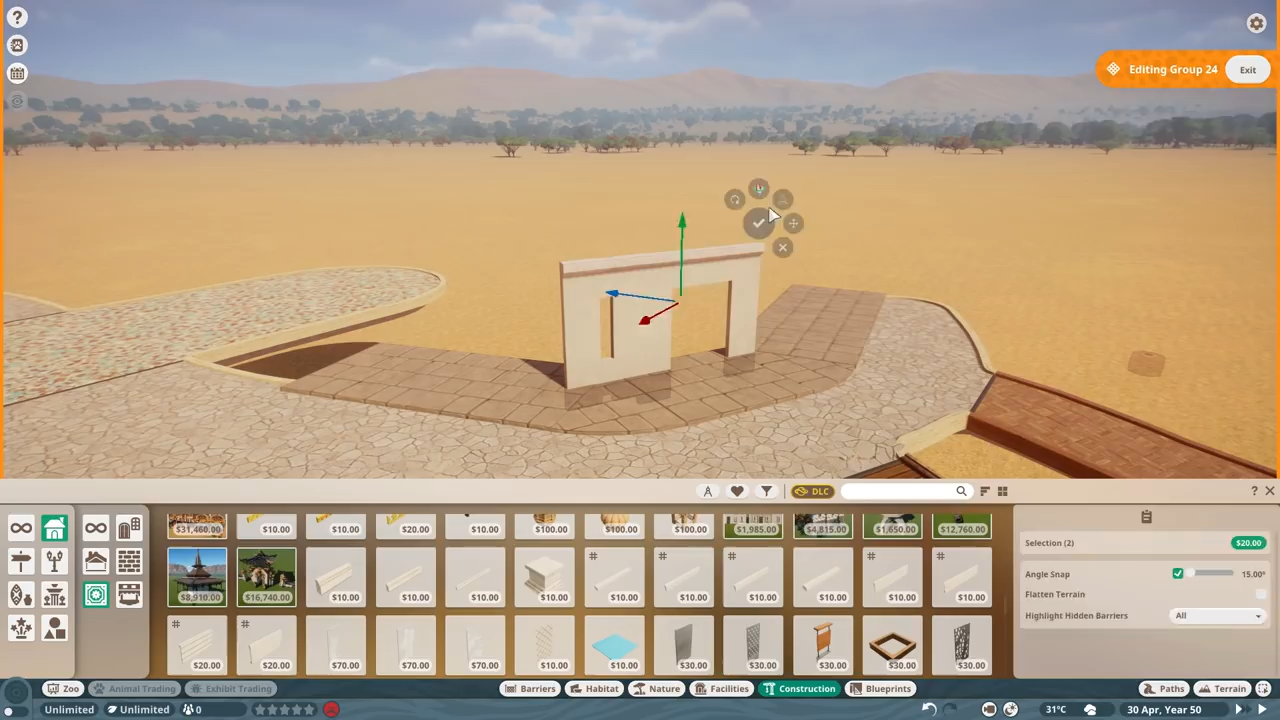 Editing Group 24
Exit
DLC
$31,460.00
$10.00
$10.00
$20.00
$10.00
$100.00
$100.00
$100.00
$1,985.00
$4,815.00
$1,650.00
$12,760.00
$8,910.00
$16,740.00
$10.00
$10.00
$10.00
$10.00
$10.00
$10.00
$10.00
$10.00
$10.00
$10.00
$20.00
$20.00
$70.00
$70.00
$70.00
$10.00
$10.00
$30.00
$30.00
$30.00
$30.00
$30.00
Selection (2)
$20.00
Angle Snap
15.00°
Flatten Terrain
Highlight Hidden Barriers
All
Zoo
Animal Trading
Exhibit Trading
Barriers
Habitat
Nature
Facilities
Construction
Blueprints
Paths
Terrain
Unlimited
Unlimited
0
31°C
30 Apr, Year 50